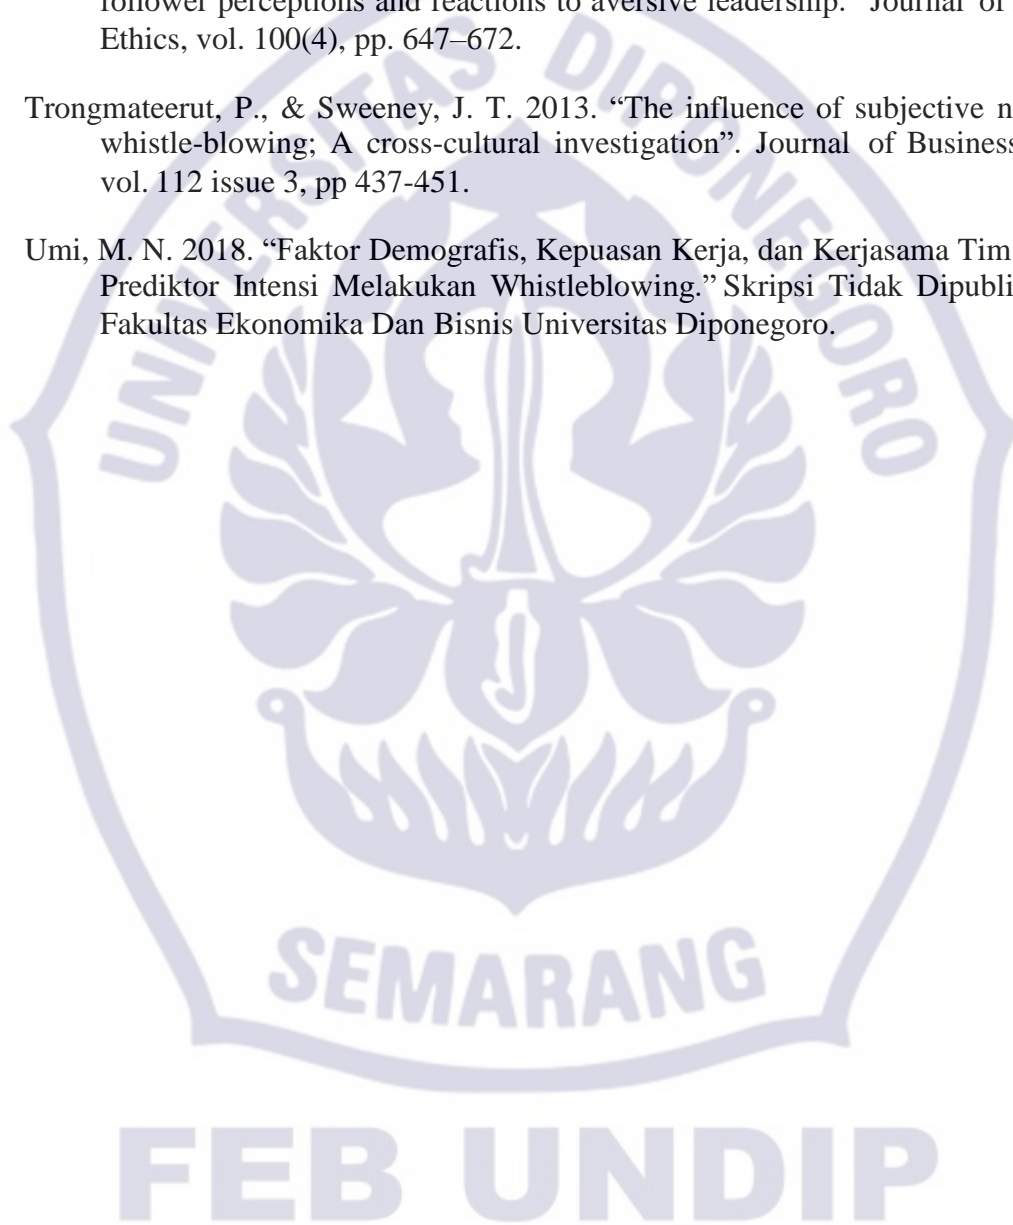 follower perceptions and reactions to aversive leadership.” Journal of
Ethics, vol. 100(4), pp. 647–672.
Trongmateerut, P., & Sweeney, J. T. 2013. “The influence of subjective n
whistle-blowing; A cross-cultural investigation”. Journal of Business
vol. 112 issue 3, pp 437-451.
Umi, M. N. 2018. “Faktor Demografis, Kepuasan Kerja, dan Kerjasama Tim
Prediktor Intensi Melakukan Whistleblowing.” Skripsi Tidak Dipubli
Fakultas Ekonomika Dan Bisnis Universitas Diponegoro.
UNIVERSITAS DIPONEGORO
SEMARANG
FEB UNDIP